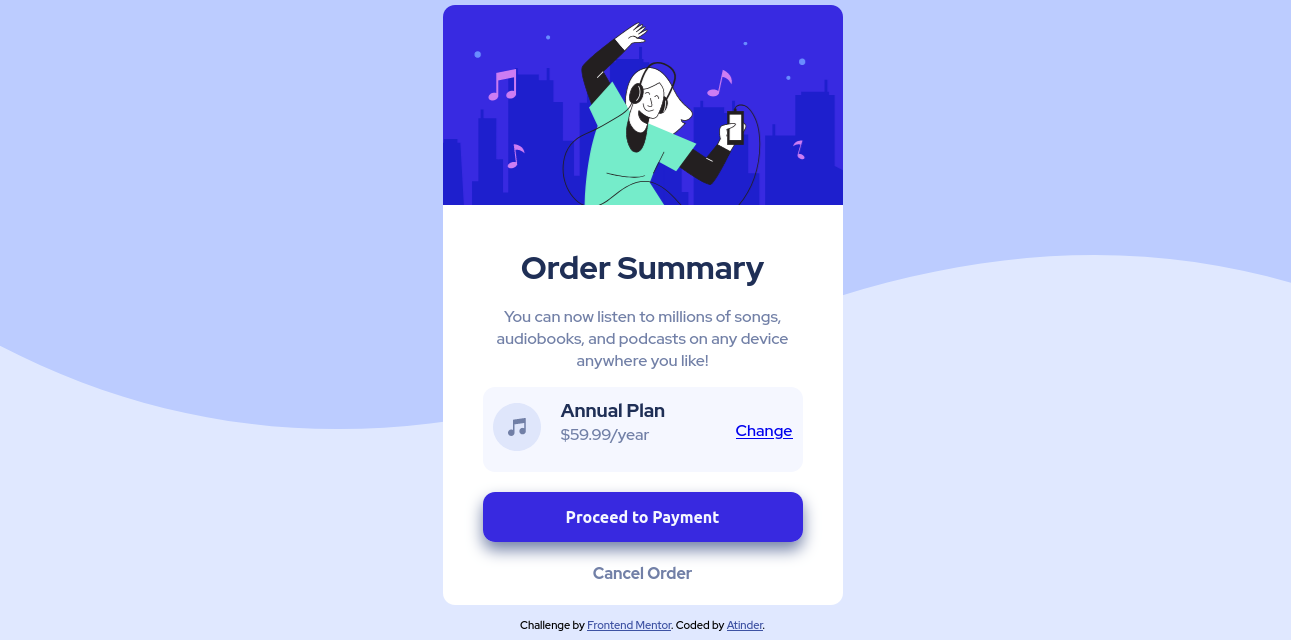 Order Summary
You can now listen to millions of songs,
audiobooks, and podcasts on any device
anywhere you like!
Annual Plan
$59.99/year
Change
Proceed to Payment
Cancel Order
Challenge by Frontend Mentor. Coded by Atinder.